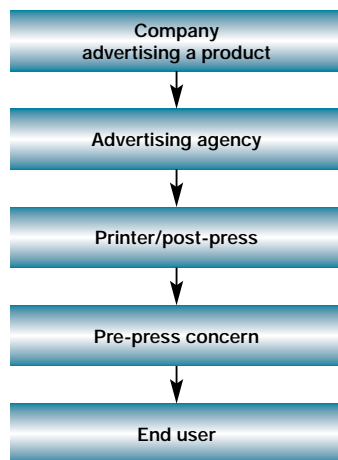 Company
advertising a product
Advertising agency
Printer/post-press
Pre-press concern
End user